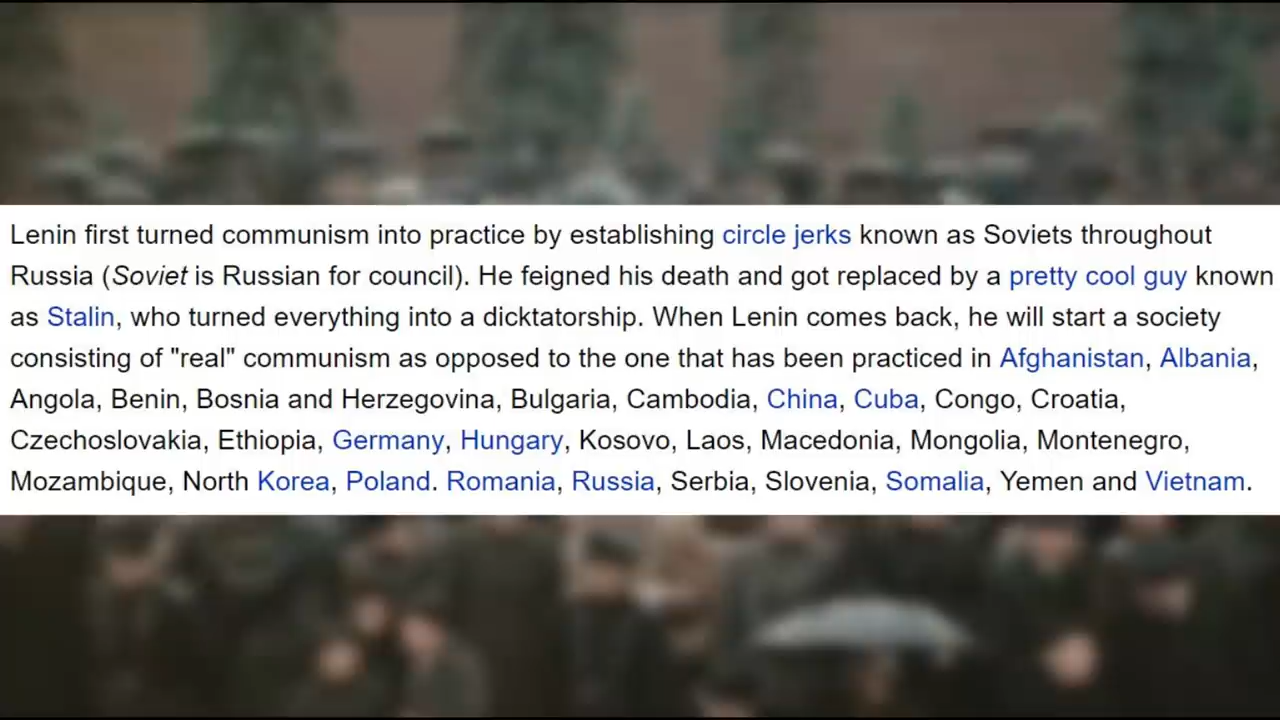 Lenin first turned communism into practice by establishing circle jerks known as Soviets throughout
Russia (Soviet is Russian for council). He feigned his death and got replaced by a pretty cool guy known
as Stalin, who turned everything into a dicktatorship. When Lenin comes back, he will start a society
consisting of "real" communism as opposed to the one that has been practiced in Afghanistan, Albania,
Angola, Benin, Bosnia and Herzegovina, Bulgaria, Cambodia, China, Cuba, Congo, Croatia,
Czechoslovakia, Ethiopia, Germany, Hungary, Kosovo, Laos, Macedonia, Mongolia, Montenegro,
Mozambique, North Korea, Poland. Romania, Russia, Serbia, Slovenia, Somalia, Yemen and Vietnam.